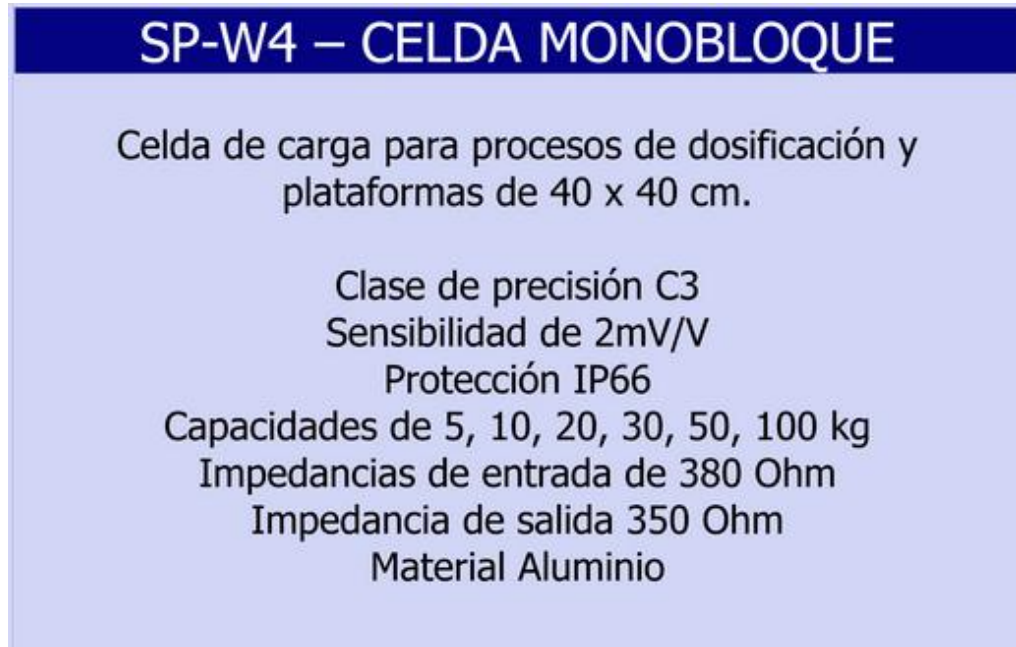 SP-W4 – CELDA MONOBLOQUE
Celda de carga para procesos de dosificación y
plataformas de 40 x 40 cm.
Clase de precisión C3
Sensibilidad de 2mV/V
Protección IP66
Capacidades de 5, 10, 20, 30, 50, 100 kg
Impedancias de entrada de 380 Ohm
Impedancia de salida 350 Ohm
Material Aluminio